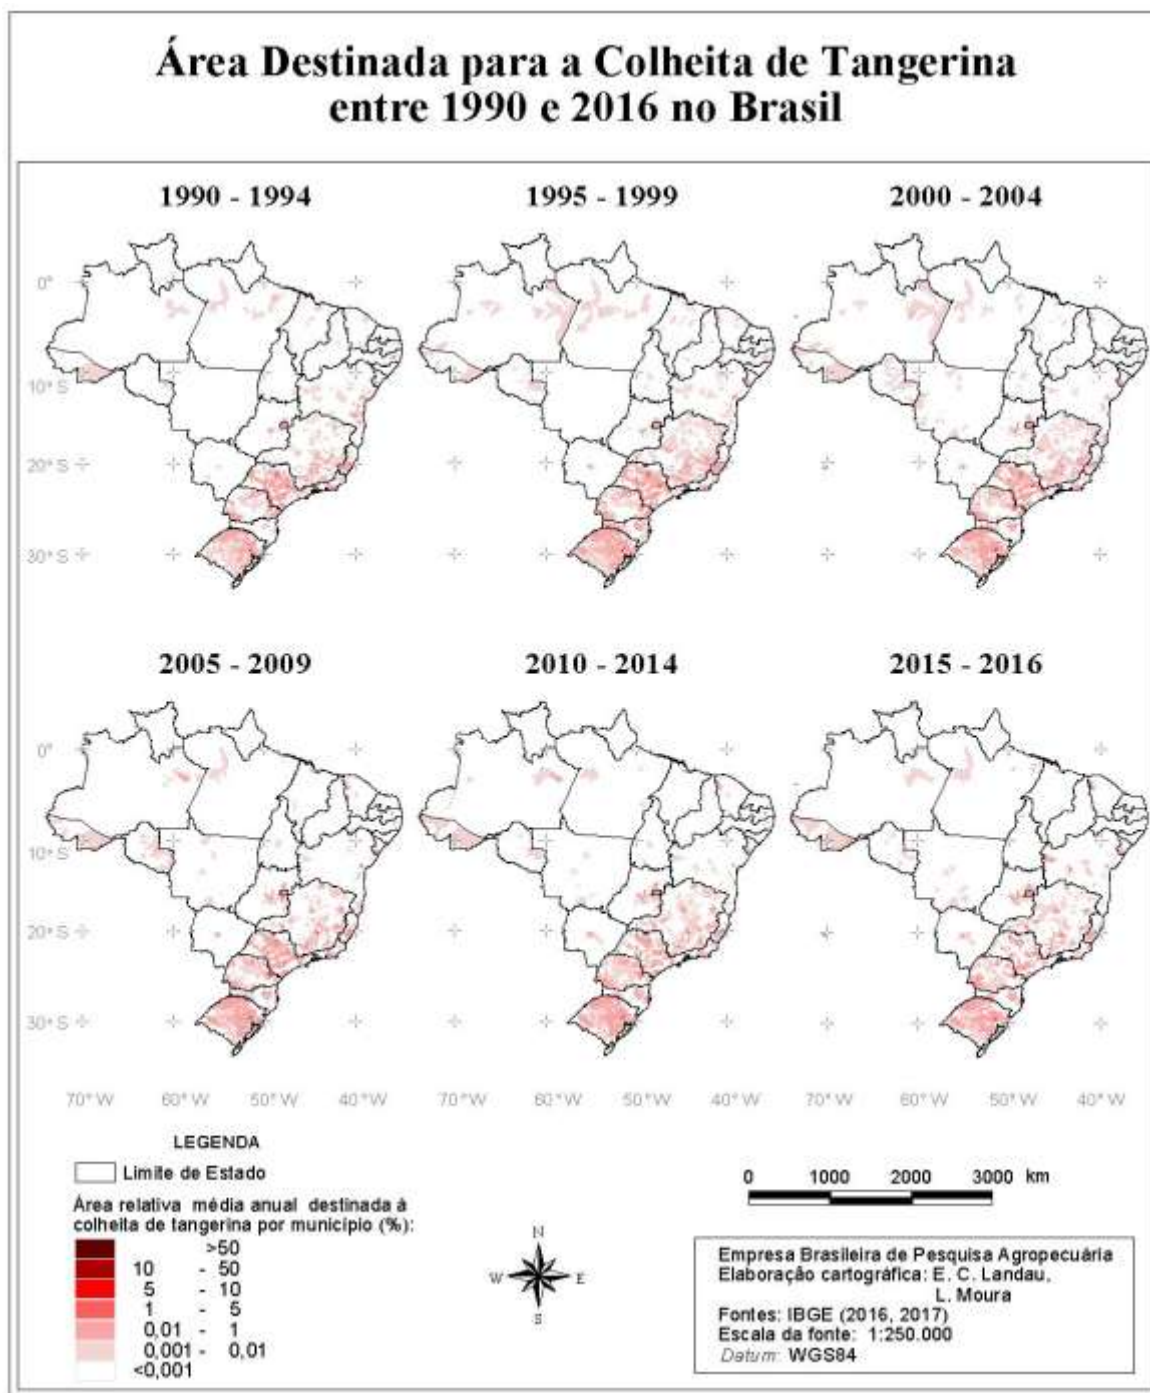 Área Destinada para a Colheita de Tangerina
entre 1990 e 2016 no Brasil
1990 - 1994
1995 - 1999
2000 - 2004
0°
10° S
20° S
30° S
2005 - 2009
2010 - 2014
2015 - 2016
0°
10° S
20° S
30° S
70° W 60° W 50° W 40° W
70° W 60° W 50° W 40° W
70° W 60° W 50° W 40° W
LEGENDA
Limite de Estado
Área relativa média anual destinada à
colheita de tangerina por município (%):
>50
10 - 50
5 - 10
1 - 5
0,01 - 1
0,001 - 0,01
<0,001
N
W E
S
0 1000 2000 3000 km
Empresa Brasileira de Pesquisa Agropecuária
Elaboração cartográfica: E. C. Landau,
L. Moura
Fontes: IBGE (2016, 2017)
Escala da fonte: 1:250.000
Datum: WGS84